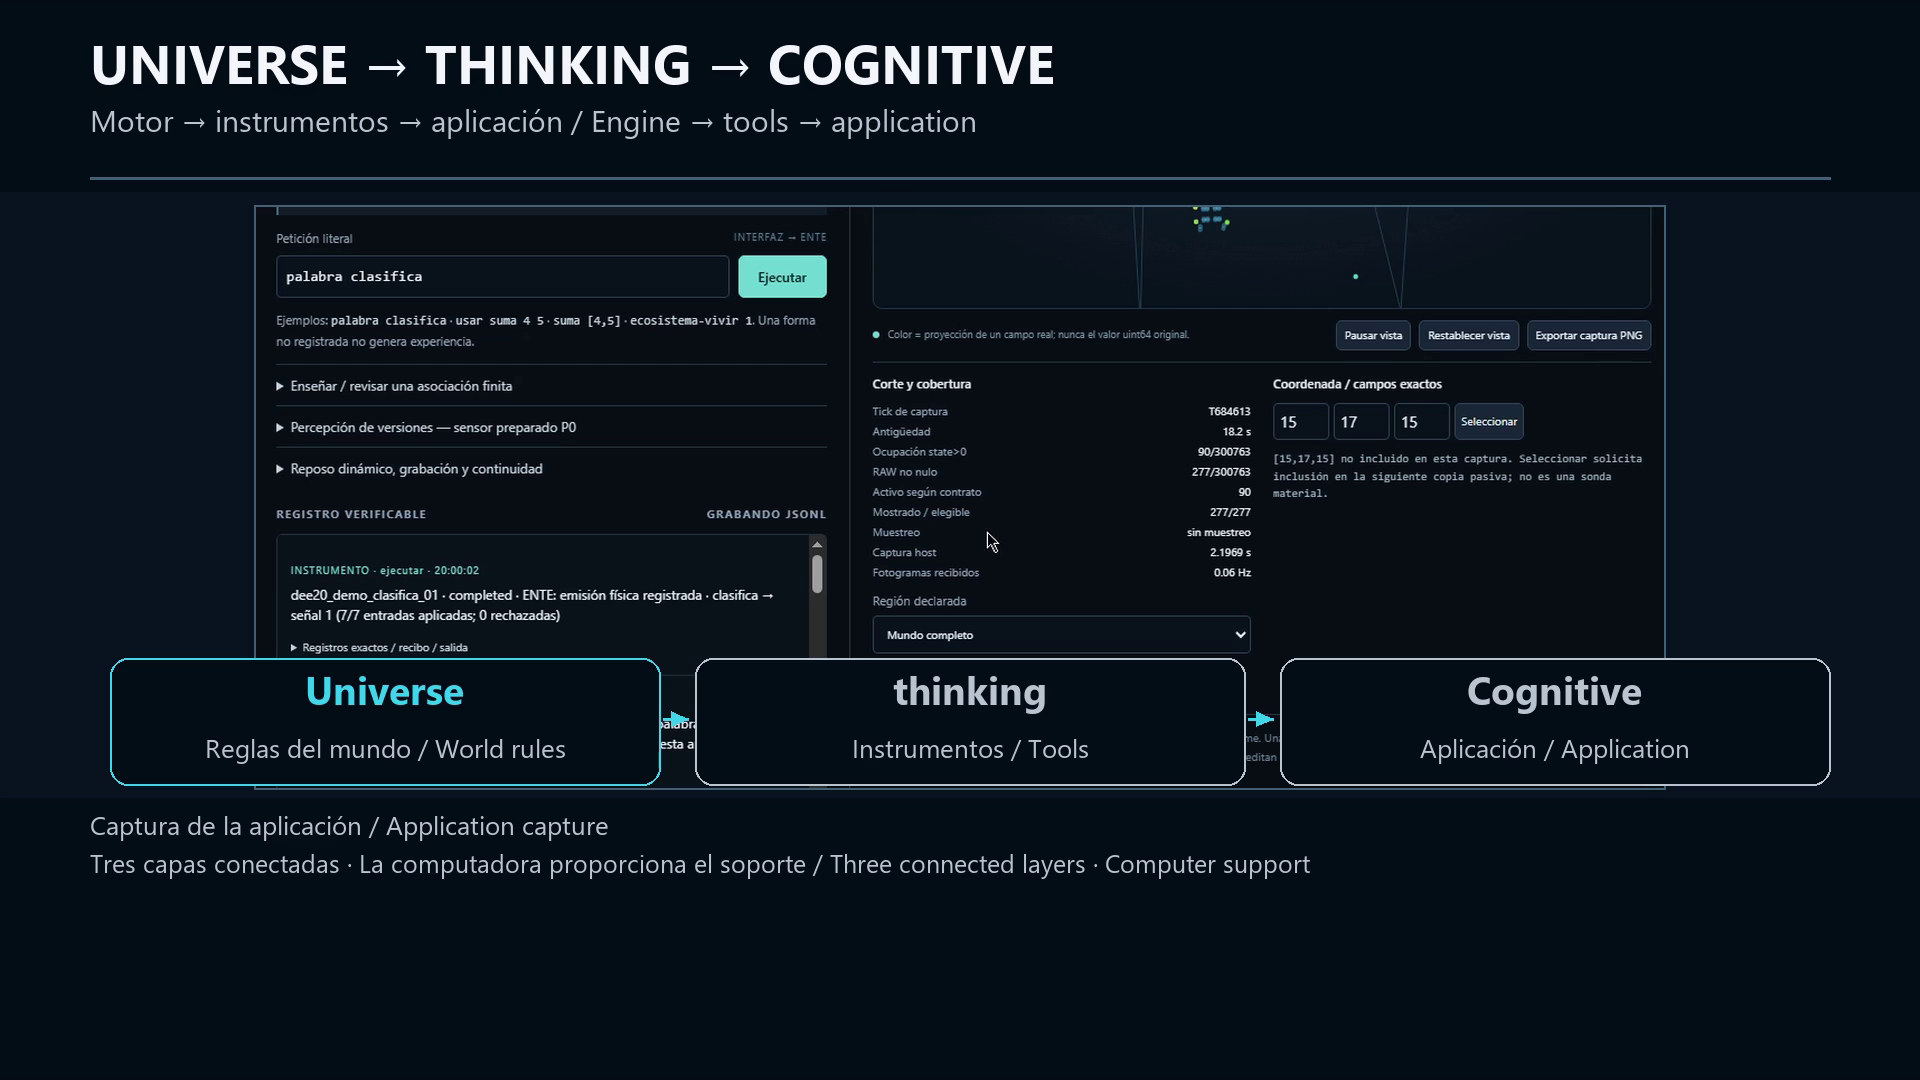 UNIVERSE → THINKING → COGNITIVE
Motor → instrumentos → aplicación / Engine → tools → application
Petición literal
INTERFAZ → ENTE
palabra clasifica
Ejecutar
Ejemplos: palabra clasifica · usar suma 4 5 · suma [4,5] · ecosistema-vivir 1. Una forma
no registrada no genera experiencia.
▶ Enseñar / revisar una asociación finita
▶ Percepción de versiones — sensor preparado P0
▶ Reposo dinámico, grabación y continuidad
REGISTRO VERIFICABLE
GRABANDO JSONL
INSTRUMENTO · ejecutar · 20:00:02
dee20_demo_clasifica_01 · completed · ENTE: emisión física registrada · clasifica →
señal 1 (7/7 entradas aplicadas; 0 rechazadas)
▶ Registros exactos / recibo / salida
Color = proyección de un campo real; nunca el valor uint64 original.
Pausar vista
Restablecer vista
Exportar captura PNG
Corte y cobertura
Tick de captura T684613
Antigüedad 18.2 s
Ocupación state>0 90/300763
RAW no nulo 277/300763
Activo según contrato 90
Mostrado / elegible 277/277
Muestreo sin muestreo
Captura host 2.1969 s
Fotogramas recibidos 0.06 Hz
Región declarada
Mundo completo
Coordenada / campos exactos
15 17 15 Seleccionar
[15,17,15] no incluido en esta captura. Seleccionar solicita
inclusión en la siguiente copia pasiva; no es una sonda
material.
Universe
Reglas del mundo / World rules
thinking
Instrumentos / Tools
Cognitive
Aplicación / Application
Captura de la aplicación / Application capture
Tres capas conectadas · La computadora proporciona el soporte / Three connected layers · Computer support